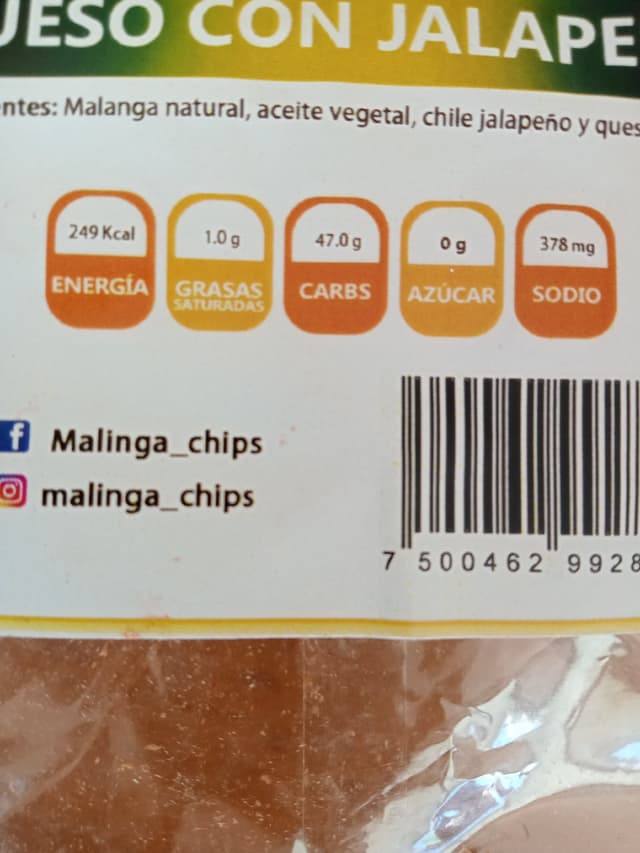 UESO CON JALAPE
ntes: Malanga natural, aceite vegetal, chile jalapeño y ques
249 Kcal
ENERGÍA
1.0 g
GRASAS
SATURADAS
47.0 g
CARBS
0 g
AZÚCAR
378 mg
SODIO
f Malinga_chips
malinga_chips
7 500462 9928